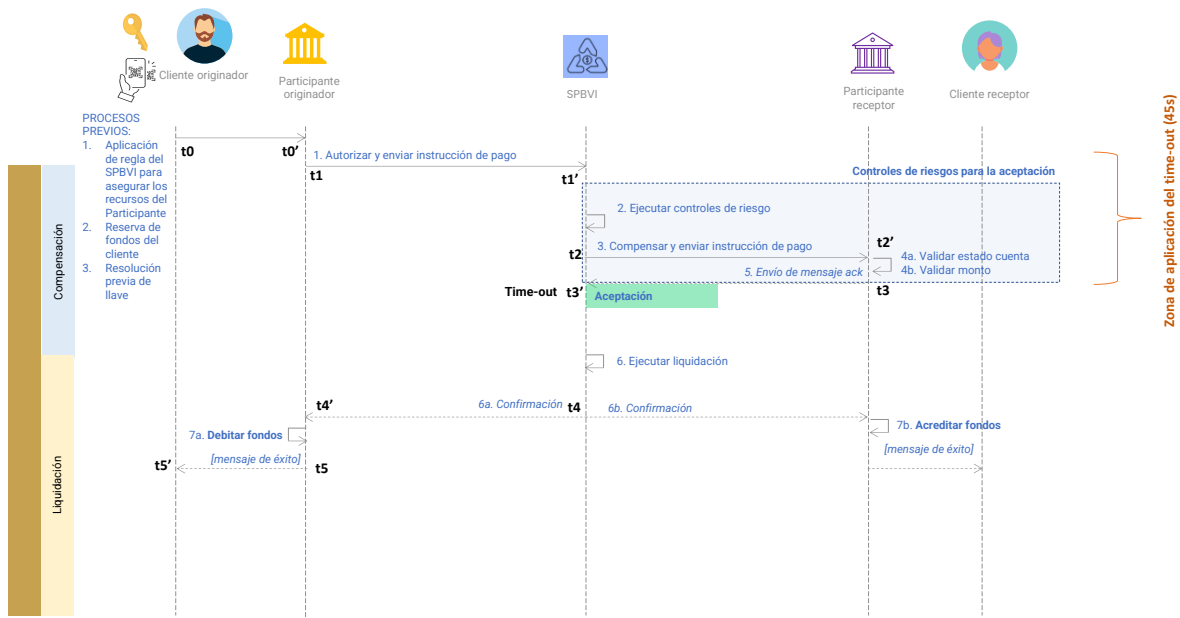 Cliente originador
Participante
originador
SPBVI
Participante
receptor
Cliente receptor
PROCESOS
PREVIOS:
1. Aplicación
de regla del
SPBVI para
asegurar los
recursos del
Participante
2. Reserva de
fondos del
cliente
3. Resolución
previa de
llave
t0
t0’
1. Autorizar y enviar instrucción de pago
t1
t1’
Controles de riesgos para la aceptación
2. Ejecutar controles de riesgo
t2
3. Compensar y enviar instrucción de pago
t2’
4a. Validar estado cuenta
4b. Validar monto
5. Envío de mensaje ack
Time-out
t3’
Aceptación
t3
Zona de aplicación del time-out (45s)
Compensación
6. Ejecutar liquidación
t4’
6a. Confirmación
t4
6b. Confirmación
7a. Debitar fondos
7b. Acreditar fondos
[mensaje de éxito]
[mensaje de éxito]
t5’
t5
Liquidación